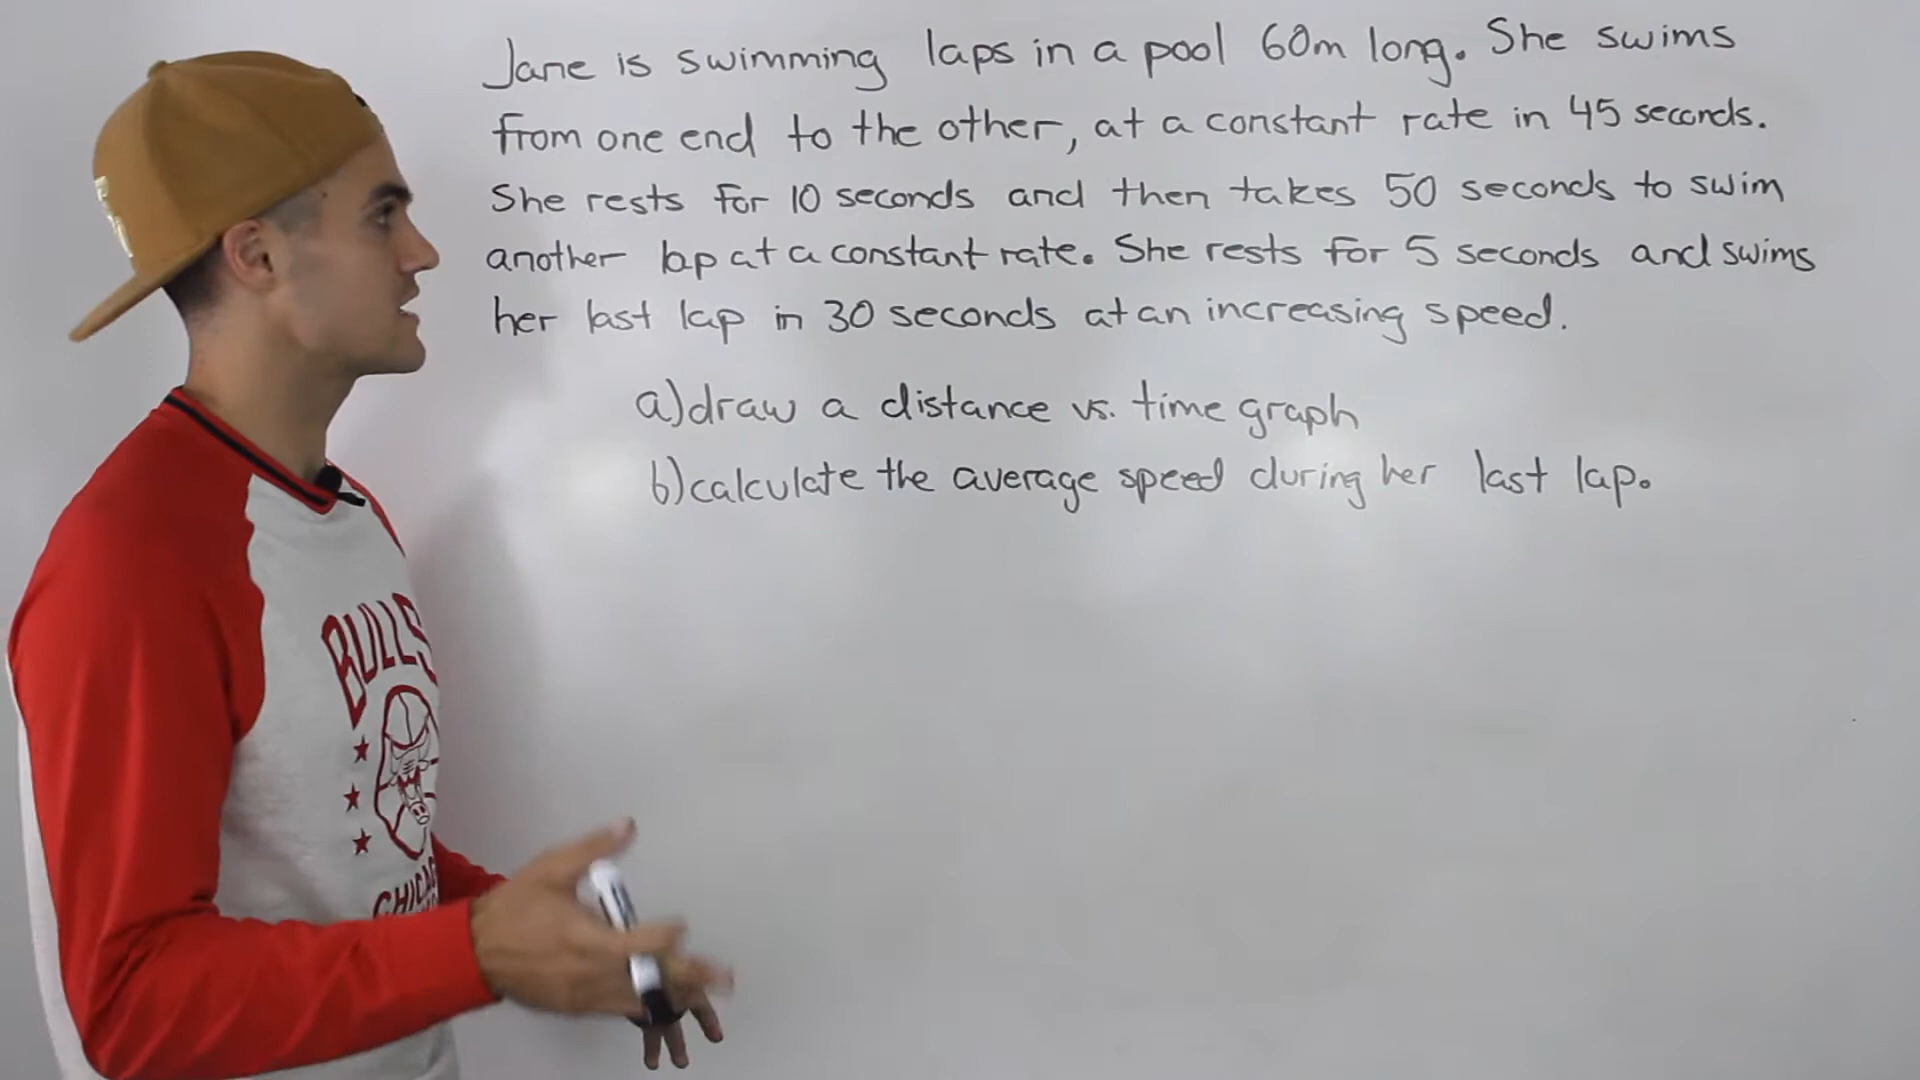 Jane is swimming laps in a pool 60m long. She swims
from one end to the other, at a constant rate in 45 seconds.
She rests for 10 seconds and then takes 50 seconds to swim
another lap at a constant rate. She rests for 5 seconds and swims
her last lap in 30 seconds at an increasing speed.
a) draw a distance vs. time graph
b) calculate the average speed during her last lap.
BULLS